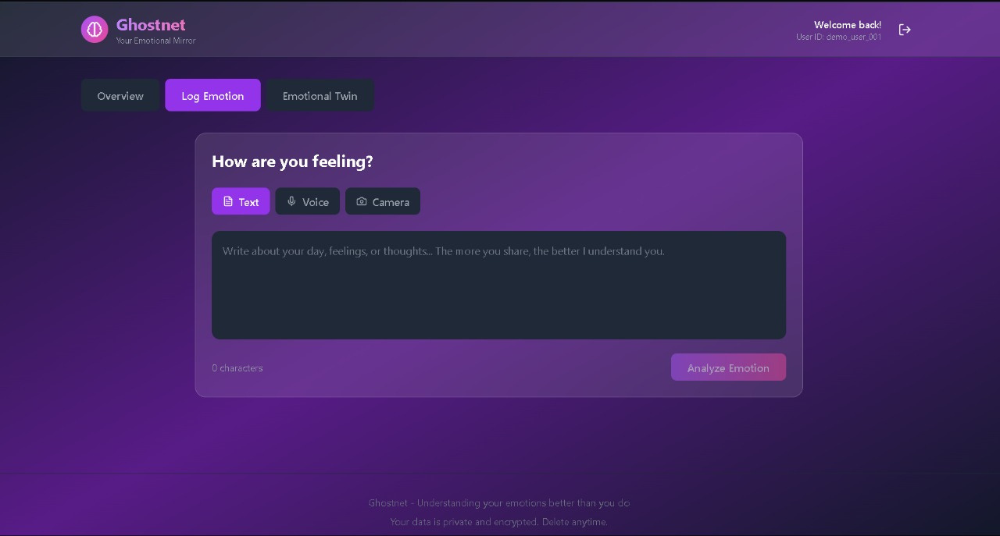 Ghostnet
Your Emotional Mirror
Welcome back!
User ID: demo_user_001
Overview
Log Emotion
Emotional Twin
How are you feeling?
Text
Voice
Camera
Write about your day, feelings, or thoughts... The more you share, the better I understand you.
0 characters
Analyze Emotion
Ghostnet - Understanding your emotions better than you do
Your data is private and encrypted. Delete anytime.